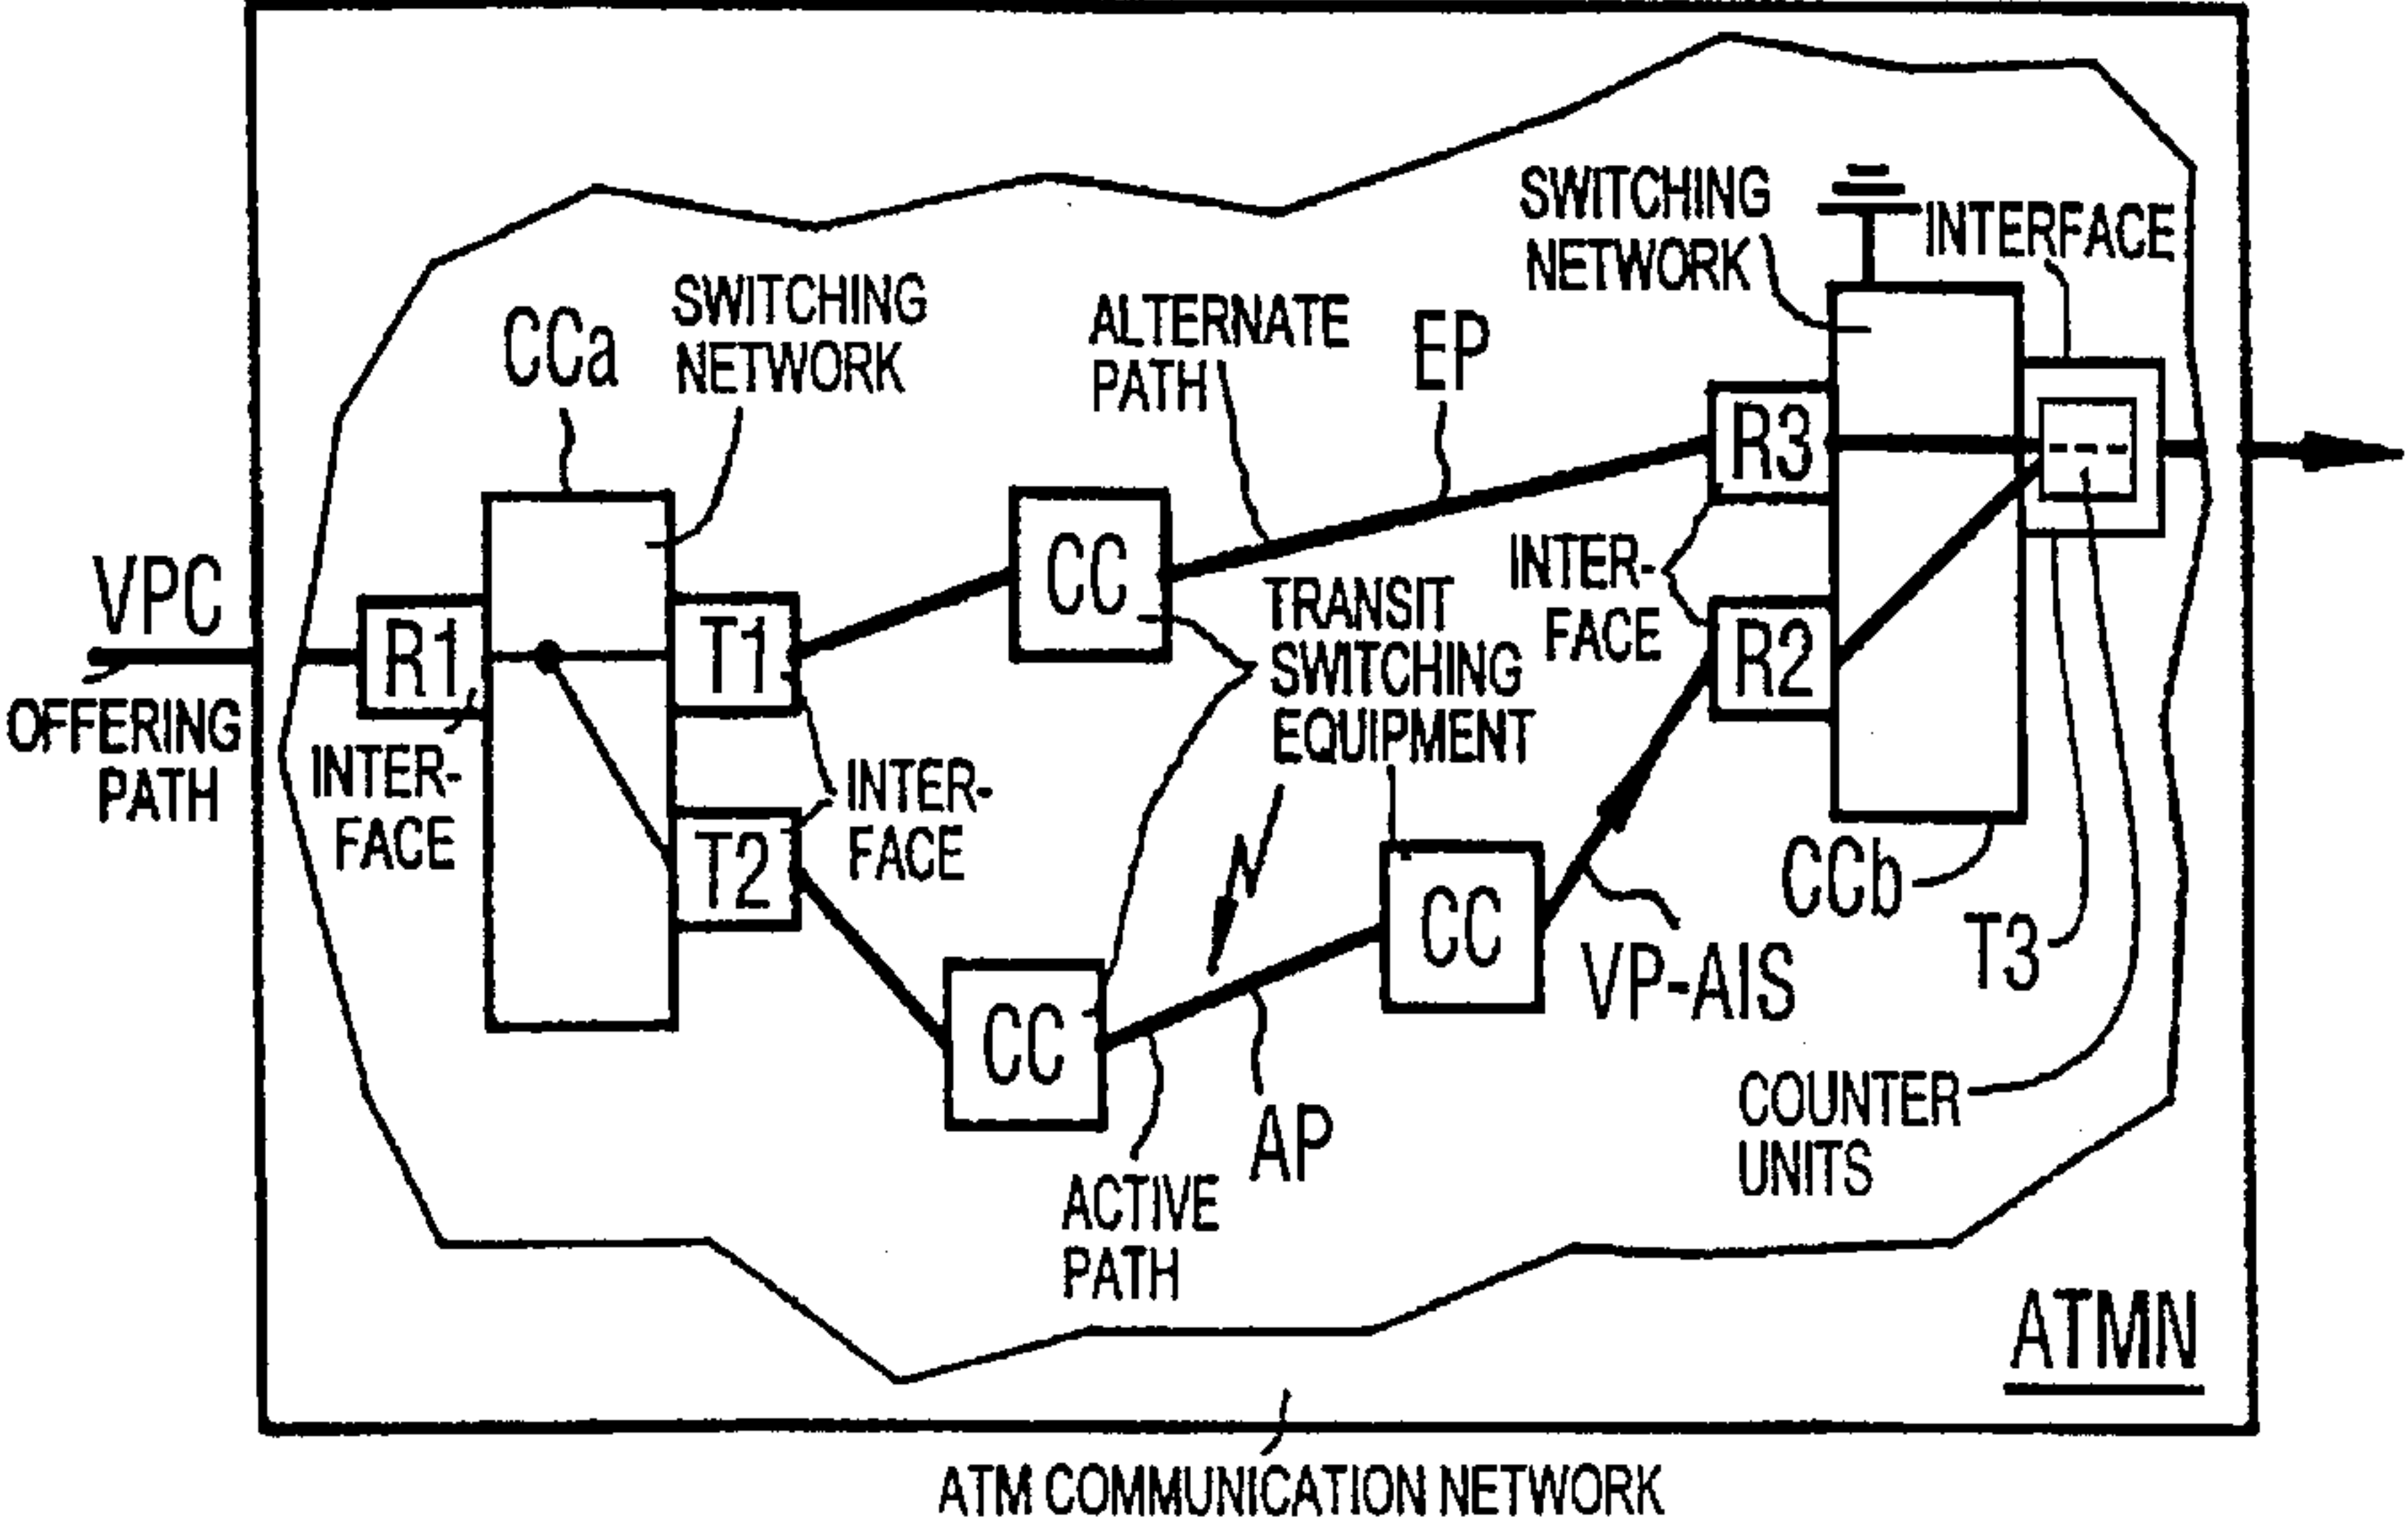 SWITCHING
NETWORK
INTERFACE
CCa
SWITCHING
NETWORK
ALTERNATE
PATH
EP
R3
VPC
OFFERING
PATH
R1
INTER-
FACE
T1
T2
INTER-
FACE
CC
TRANSIT
SWITCHING
EQUIPMENT
INTER-
FACE
R2
CC
CC
VP-AIS
CCb
T3
COUNTER
UNITS
AP
ACTIVE
PATH
ATMN
ATM COMMUNICATION NETWORK